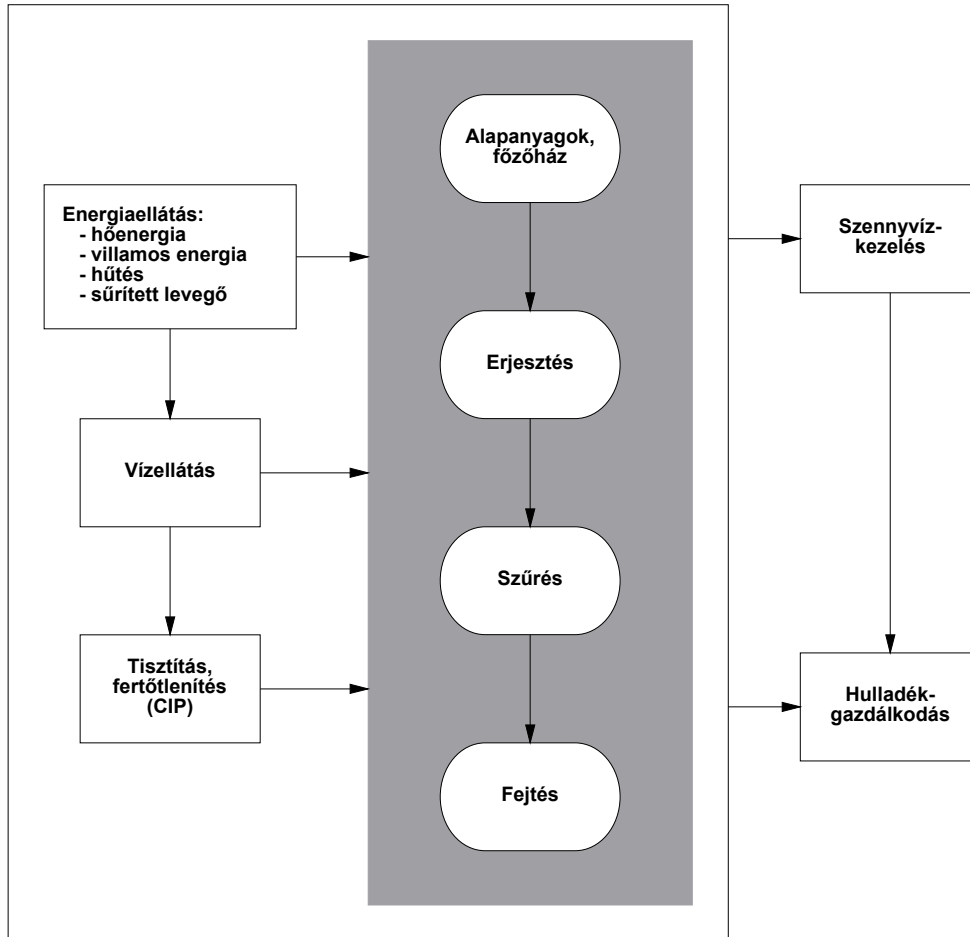 Alapanyagok,
főzőház
Energiaellátás:
- hőenergia
- villamos energia
- hűtés
- sűrített levegő
Szennyvíz-
kezelés
Erjesztés
Vízellátás
Szűrés
Tisztítás,
fertőtlenítés
(CIP)
Hulladék-
gazdálkodás
Fejtés